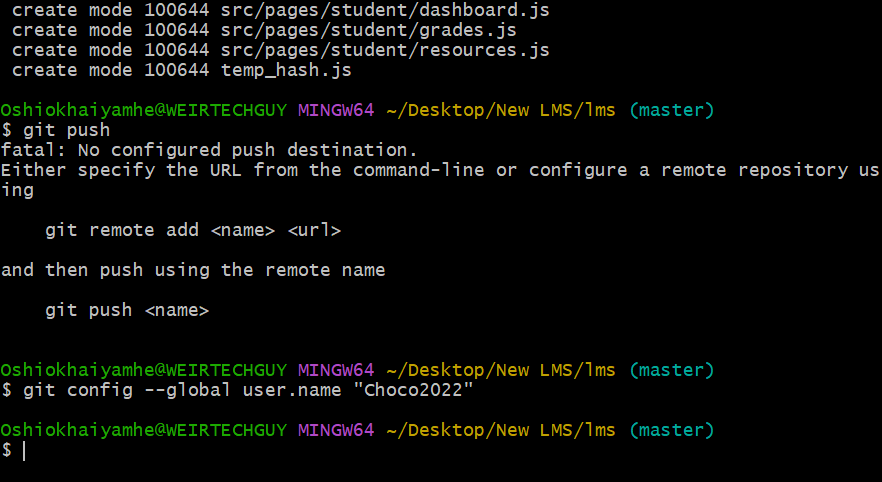 create mode 100644 src/pages/student/dashboard.js
create mode 100644 src/pages/student/grades.js
create mode 100644 src/pages/student/resources.js
create mode 100644 temp_hash.js
Oshiokhaiyamhe@WEIRTECHGUY MINGW64 ~/Desktop/New LMS/lms (master)
$ git push
fatal: No configured push destination.
Either specify the URL from the command-line or configure a remote repository us
ing
git remote add <name> <url>
and then push using the remote name
git push <name>
Oshiokhaiyamhe@WEIRTECHGUY MINGW64 ~/Desktop/New LMS/lms (master)
$ git config --global user.name "Choco2022"
Oshiokhaiyamhe@WEIRTECHGUY MINGW64 ~/Desktop/New LMS/lms (master)
$